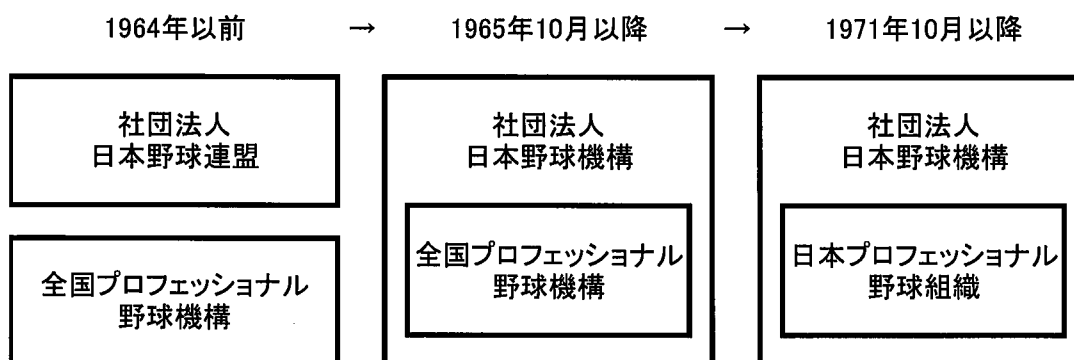 1964年以前 → 1965年10月以降 → 1971年10月以降
社団法人
日本野球連盟
全国プロフェッショナル
野球機構
社団法人
日本野球機構
全国プロフェッショナル
野球機構
社団法人
日本野球機構
日本プロフェッショナル
野球組織